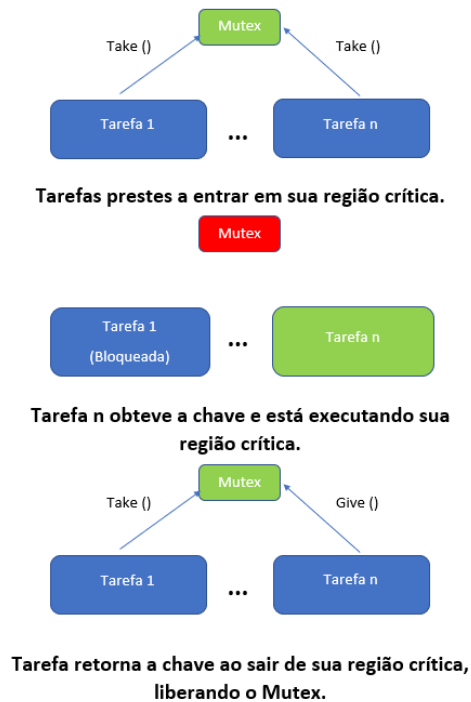 Mutex
Take ()
Take ()
Tarefa 1
...
Tarefa n
Tarefas prestes a entrar em sua região crítica.
Mutex
Tarefa 1
(Bloqueada)
...
Tarefa n
Tarefa n obteve a chave e está executando sua
região crítica.
Mutex
Take ()
Give ()
Tarefa 1
...
Tarefa n
Tarefa retorna a chave ao sair de sua região crítica,
liberando o Mutex.